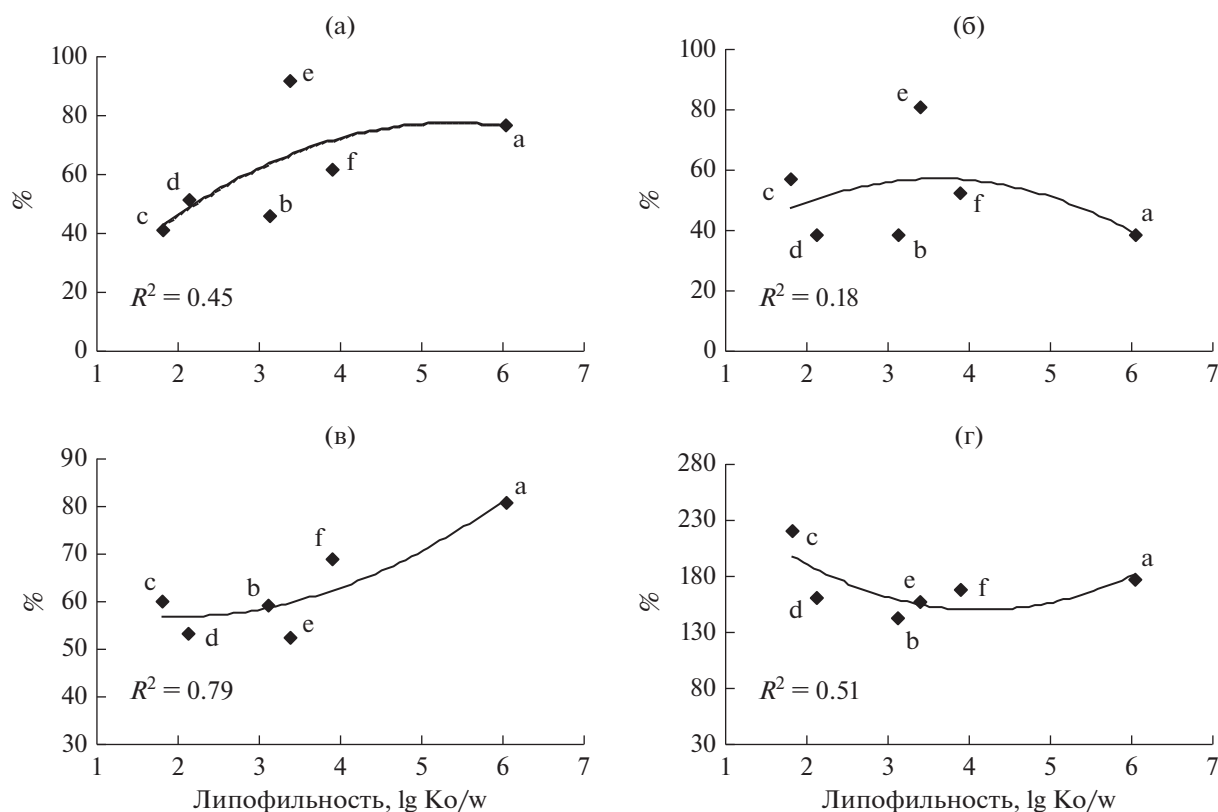 (а)
100
80
60
40
20
0
%
c
d
b
e
f
a
R² = 0.45
1 2 3 4 5 6 7
(б)
100
80
60
40
20
0
%
c
d
b
e
f
a
R² = 0.18
1 2 3 4 5 6 7
(в)
90
80
70
60
50
40
30
%
c
d
b
e
f
a
R² = 0.79
1 2 3 4 5 6 7
Липофильность, lg Ko/w
(г)
280
230
180
130
80
30
%
c
d
b
e
f
a
R² = 0.51
1 2 3 4 5 6 7
Липофильность, lg Ko/w